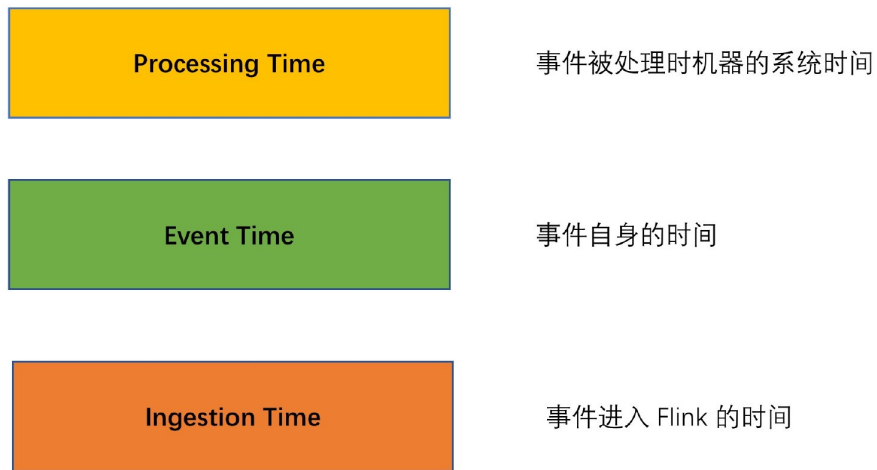 Processing Time
事件被处理时机器的系统时间
Event Time
事件自身的时间
Ingestion Time
事件进入 Flink 的时间